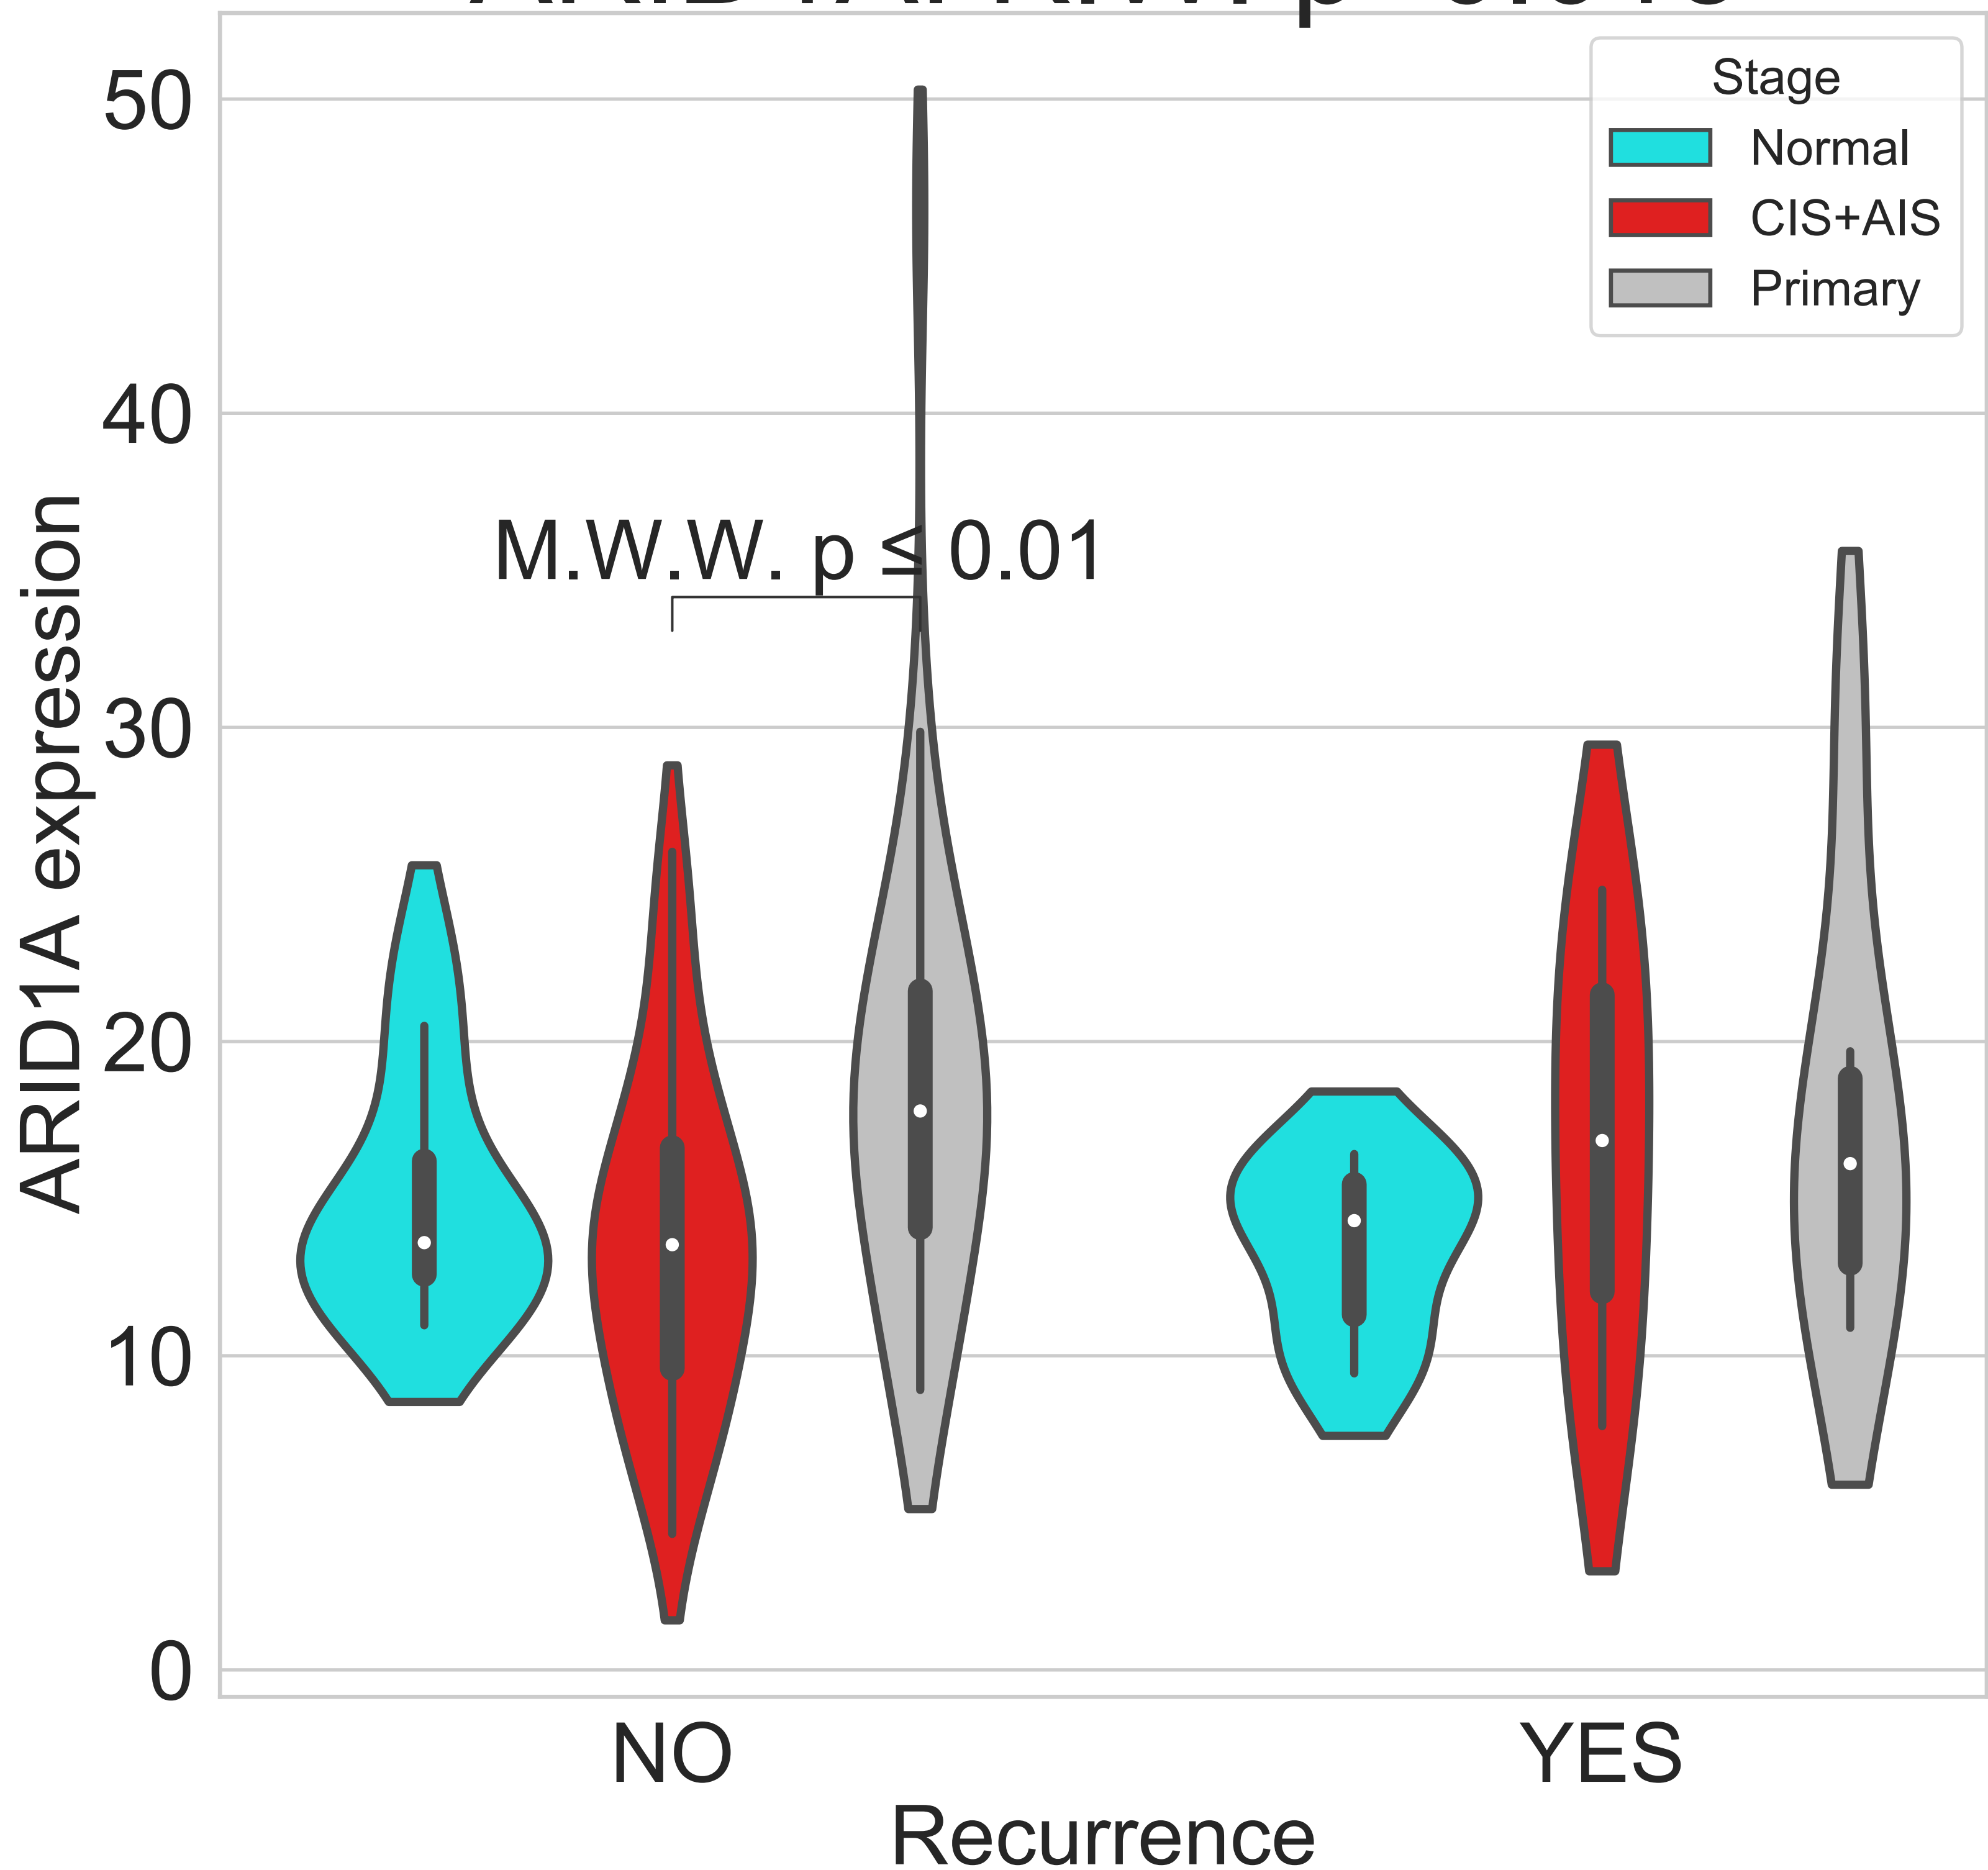 50
40
30
20
10
0
ARID1A expression
Stage
Normal
CIS+AIS
Primary
M.W.W. p ≤ 0.01
NO
YES
Recurrence